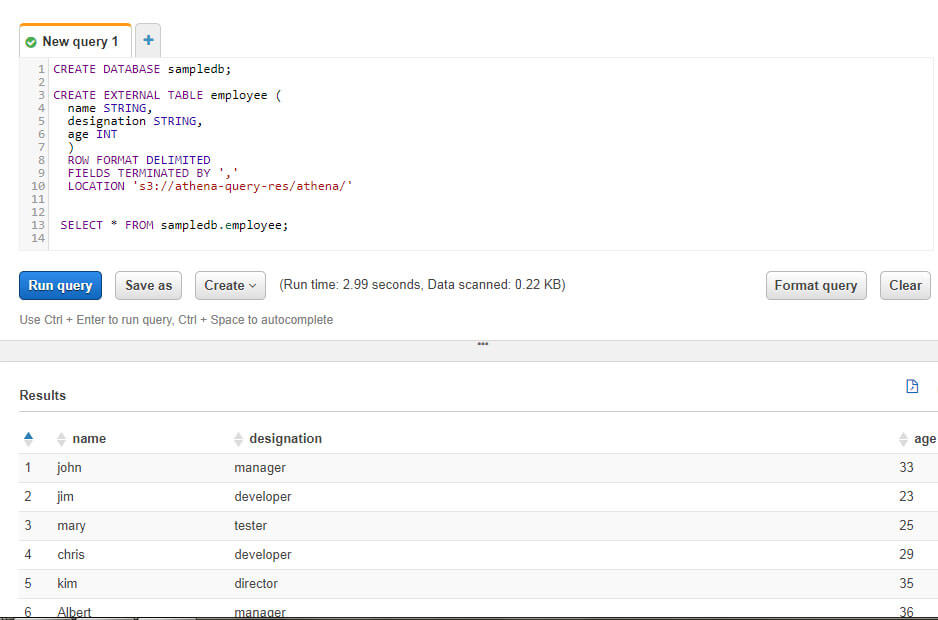 New query 1 +
1 CREATE DATABASE sampledb;
2
3 CREATE EXTERNAL TABLE employee (
4 name STRING,
5 designation STRING,
6 age INT
7 )
8 ROW FORMAT DELIMITED
9 FIELDS TERMINATED BY ','
10 LOCATION 's3://athena-query-res/athena/'
11
12
13 SELECT * FROM sampledb.employee;
14
Run query Save as Create (Run time: 2.99 seconds, Data scanned: 0.22 KB) Format query Clear
Use Ctrl + Enter to run query, Ctrl + Space to autocomplete
Results
name designation age
1 john manager 33
2 jim developer 23
3 mary tester 25
4 chris developer 29
5 kim director 35
6 Albert manager 36